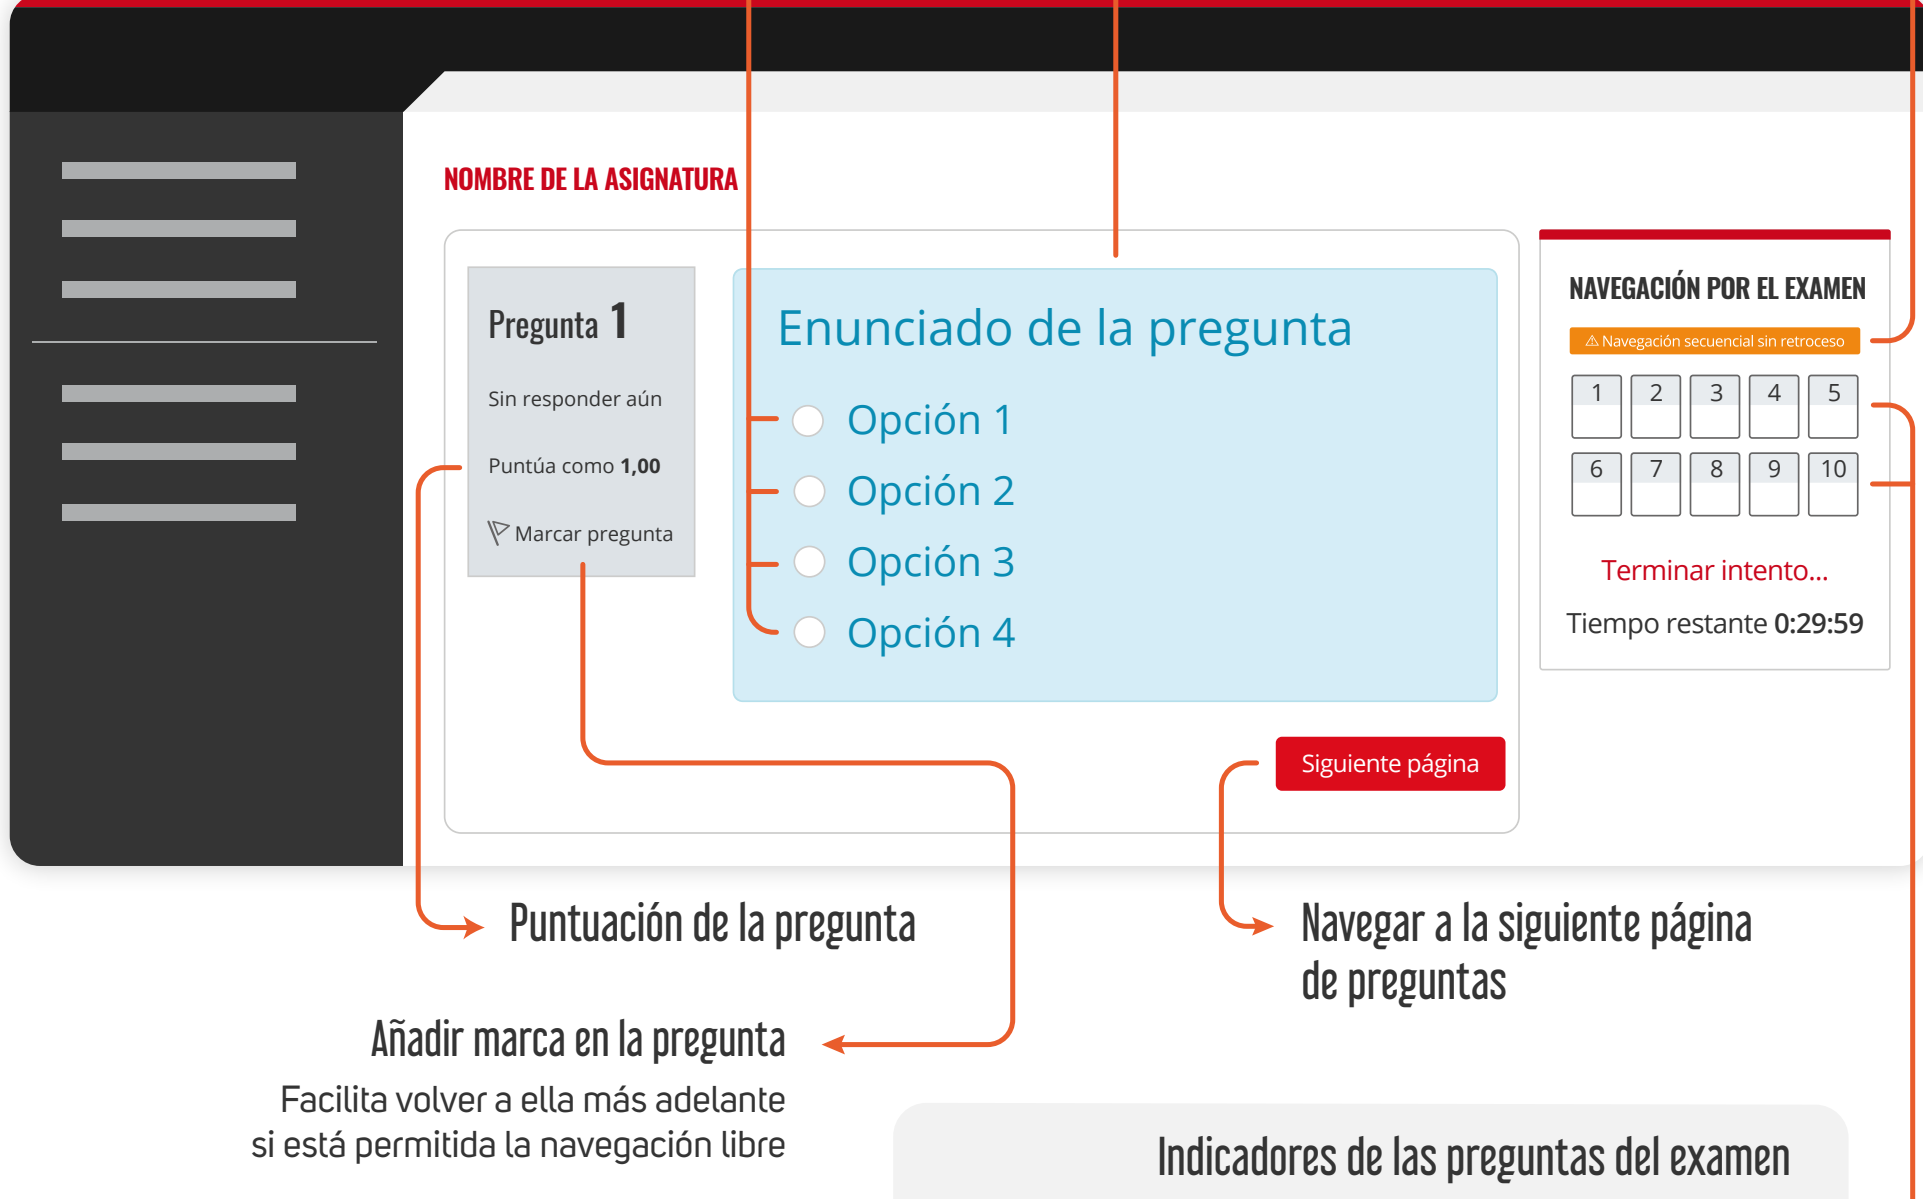 NOMBRE DE LA ASIGNATURA
Pregunta 1
Sin responder aún
Puntúa como 1,00
Marcar pregunta
Enunciado de la pregunta
Opción 1
Opción 2
Opción 3
Opción 4
Siguiente página
NAVEGACIÓN POR EL EXAMEN
⚠ Navegación secuencial sin retroceso
1 2 3 4 5
6 7 8 9 10
Terminar intento...
Tiempo restante 0:29:59
Puntuación de la pregunta
Navegar a la siguiente página
de preguntas
Añadir marca en la pregunta
Facilita volver a ella más adelante
si está permitida la navegación libre
Indicadores de las preguntas del examen